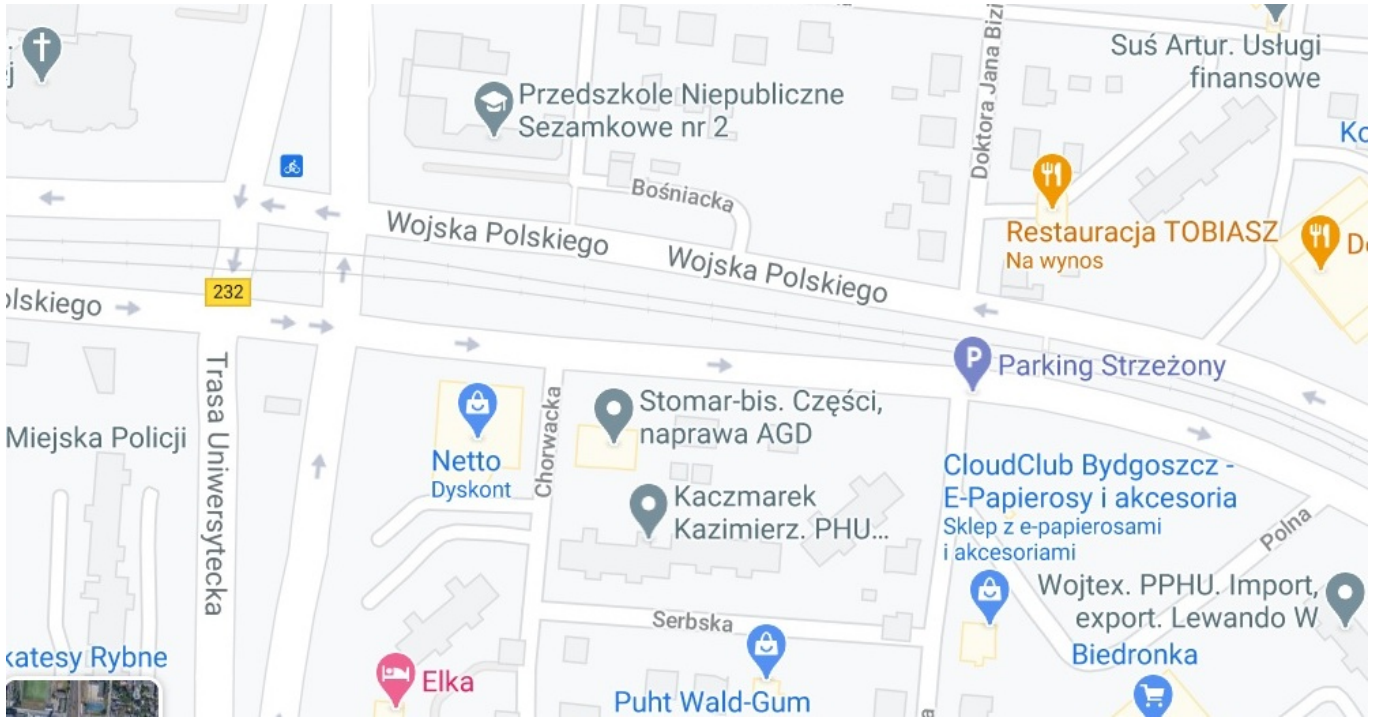 Suś Artur. Usługi
finansowe
Przedszkole Niepubliczne
Sezamkowe nr 2
Doktora Jana Bizi
Ko
Bośniacka
Wojska Polskiego
Wojska Polskiego
Restauracja TOBIASZ
Na wynos
D
232
olskiego
P
Parking Strzeżony
Trasa Uniwersytecka
Chorwacka
Stomar-bis. Części,
naprawa AGD
Miejska Policji
Netto
Dyskont
CloudClub Bydgoszcz -
E-Papierosy i akcesoria
Sklep z e-papierosami
i akcesoriami
Kaczmarek
Kazimierz. PHU...
Polna
Wojtex. PPHU. Import,
export. Lewando W
Serbska
Biedronka
katesy Rybne
Elka
Puht Wald-Gum